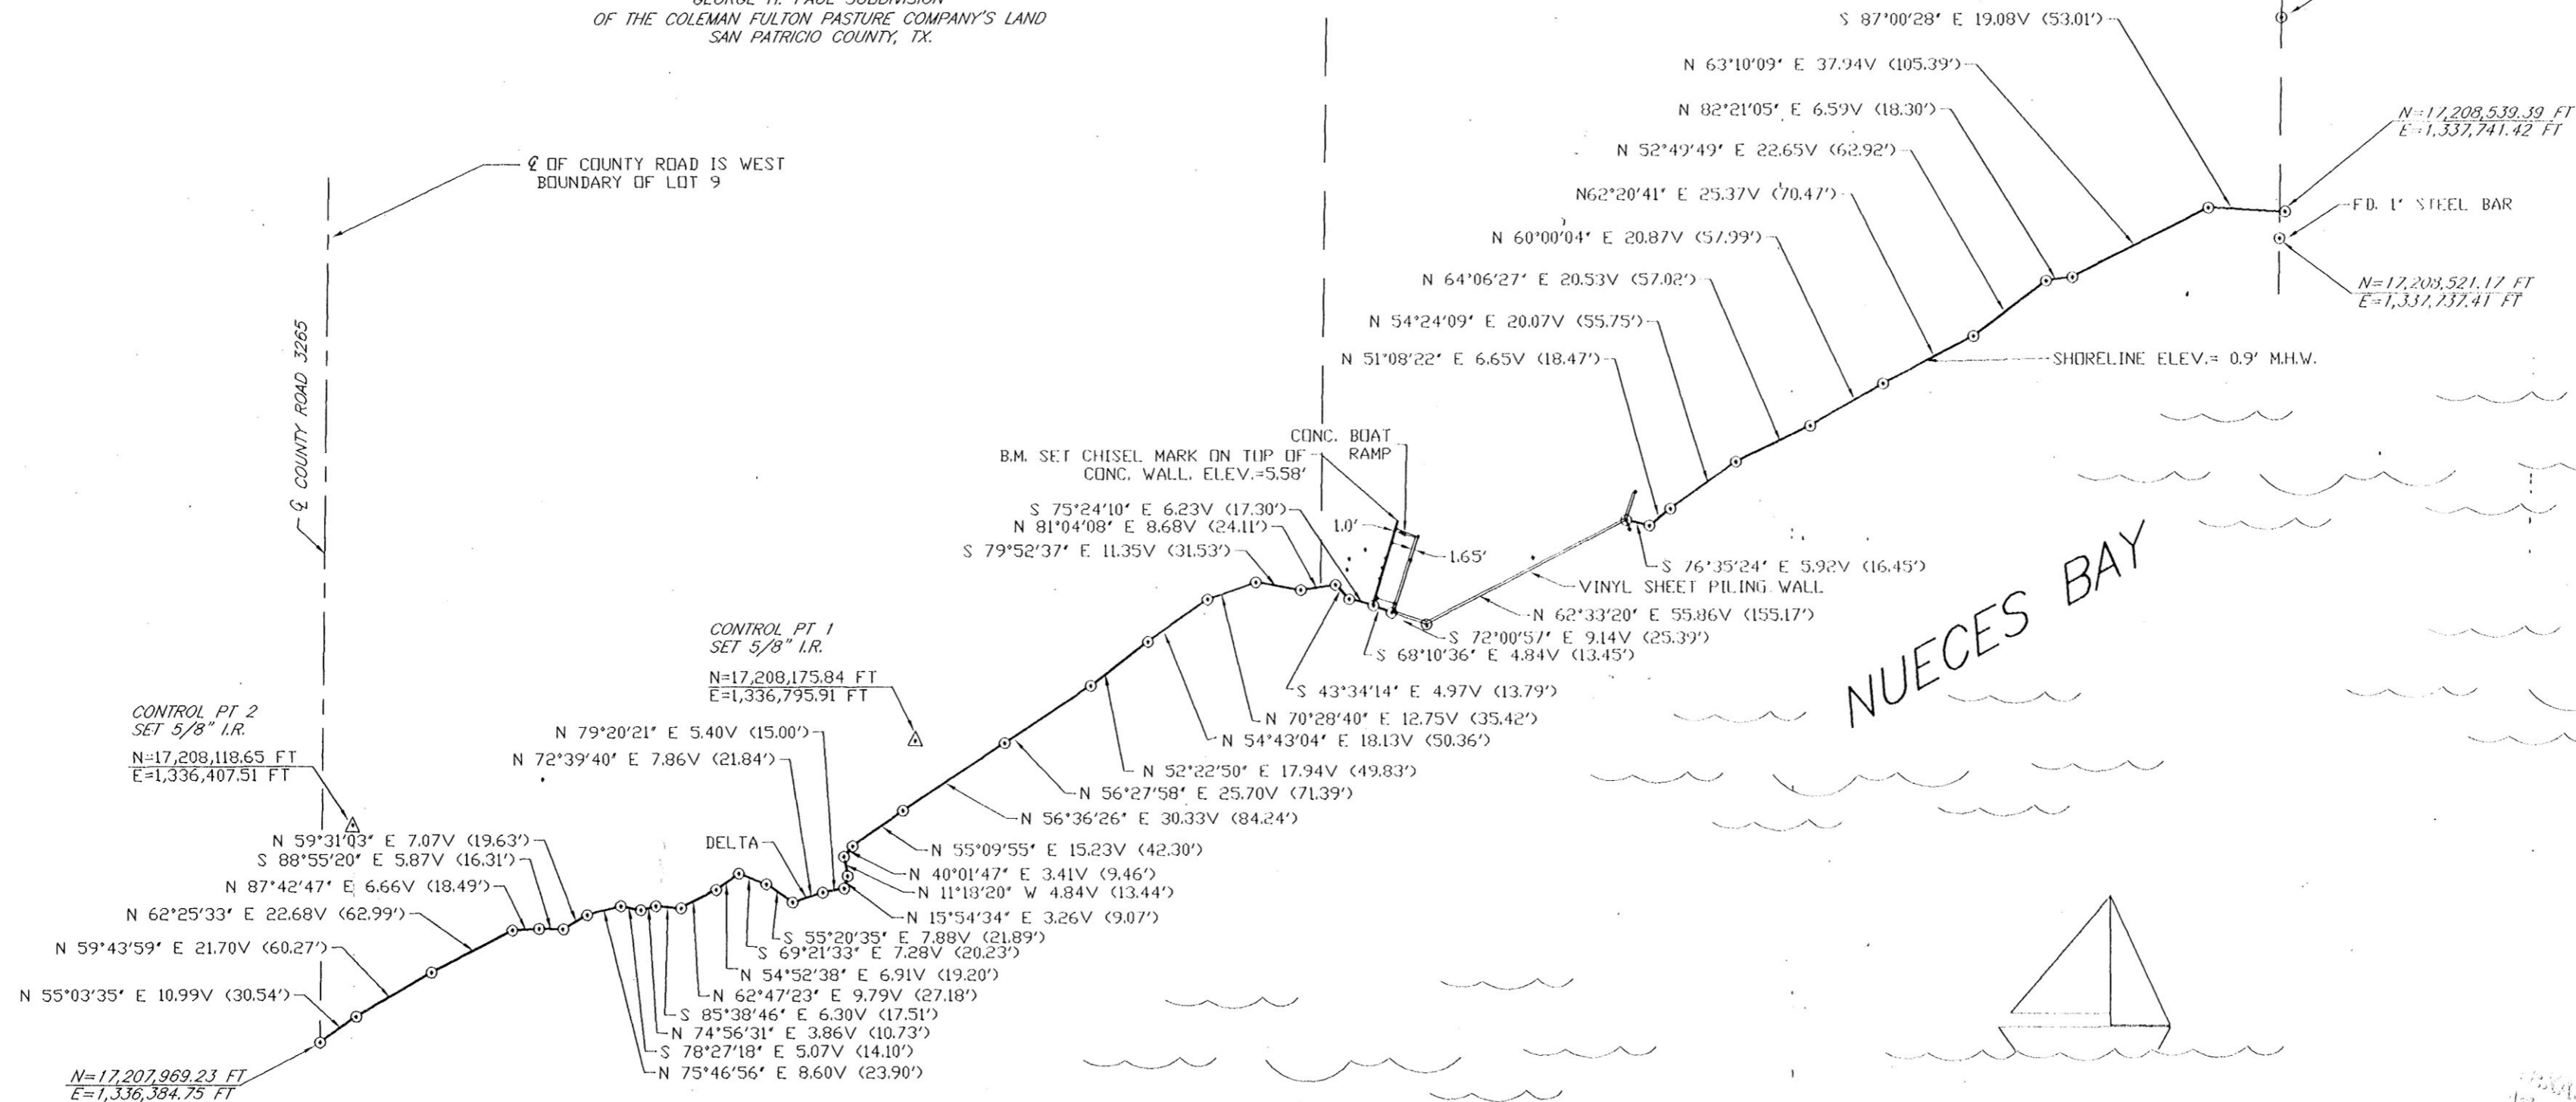 OF THE COLEMAN FULTON PASTURE COMPANY'S LAND
SAN PATRICIO COUNTY, TX.
S 87°00'28" E 19.08V (53.01')
N 63°10'09" E 37.94V (105.39')
N 82°21'05" E 6.59V (18.30')
N 52°49'49" E 22.65V (62.92')
N62°20'41" E 25.37V (70.47')
N 60°00'04" E 20.87V (57.99')
N 64°06'27" E 20.53V (57.02')
N 54°24'09" E 20.07V (55.75')
N 51°08'22" E 6.65V (18.47')
N=17,208,539.39 FT
E=1,337,741.42 FT
FD. 1" STEEL BAR
N=17,208,521.17 FT
E=1,337,737.41 FT
SHORELINE ELEV.= 0.9' M.H.W.
℄ OF COUNTY ROAD IS WEST
BOUNDARY OF LOT 9
℄ COUNTY ROAD 3265
CONC. BOAT
RAMP
B.M. SET CHISEL MARK ON TOP OF
CONC. WALL. ELEV.=5.58'
S 75°24'10" E 6.23V (17.30')
N 81°04'08" E 8.68V (24.11')
S 79°52'37" E 11.35V (31.53')
1.0'
1.65'
S 76°35'24" E 5.92V (16.45')
VINYL SHEET PILING WALL
N 62°33'20" E 55.86V (155.17')
S 72°00'57" E 9.14V (25.39')
S 68°10'36" E 4.84V (13.45')
S 43°34'14" E 4.97V (13.79')
N 70°28'40" E 12.75V (35.42')
N 54°43'04" E 18.13V (50.36')
N 52°22'50" E 17.94V (49.83')
N 56°27'58" E 25.70V (71.39')
N 56°36'26" E 30.33V (84.24')
N 55°09'55" E 15.23V (42.30')
N 40°01'47" E 3.41V (9.46')
N 11°18'20" W 4.84V (13.44')
N 15°54'34" E 3.26V (9.07')
NUECES BAY
CONTROL PT 1
SET 5/8" I.R.
N=17,208,175.84 FT
E=1,336,795.91 FT
CONTROL PT 2
SET 5/8" I.R.
N=17,208,118.65 FT
E=1,336,407.51 FT
N 79°20'21" E 5.40V (15.00')
N 72°39'40" E 7.86V (21.84')
DELTA
N 59°31'03" E 7.07V (19.63')
S 88°55'20" E 5.87V (16.31')
N 87°42'47" E 6.66V (18.49')
N 62°25'33" E 22.68V (62.99')
N 59°43'59" E 21.70V (60.27')
N 55°03'35" E 10.99V (30.54')
S 55°20'35" E 7.88V (21.89')
S 69°21'33" E 7.28V (20.23')
N 54°52'38" E 6.91V (19.20')
N 62°47'23" E 9.79V (27.18')
S 85°38'46" E 6.30V (17.51')
N 74°56'31" E 3.86V (10.73')
S 78°27'18" E 5.07V (14.10')
N 75°46'56" E 8.60V (23.90')
N=17,207,969.23 FT
E=1,336,384.75 FT